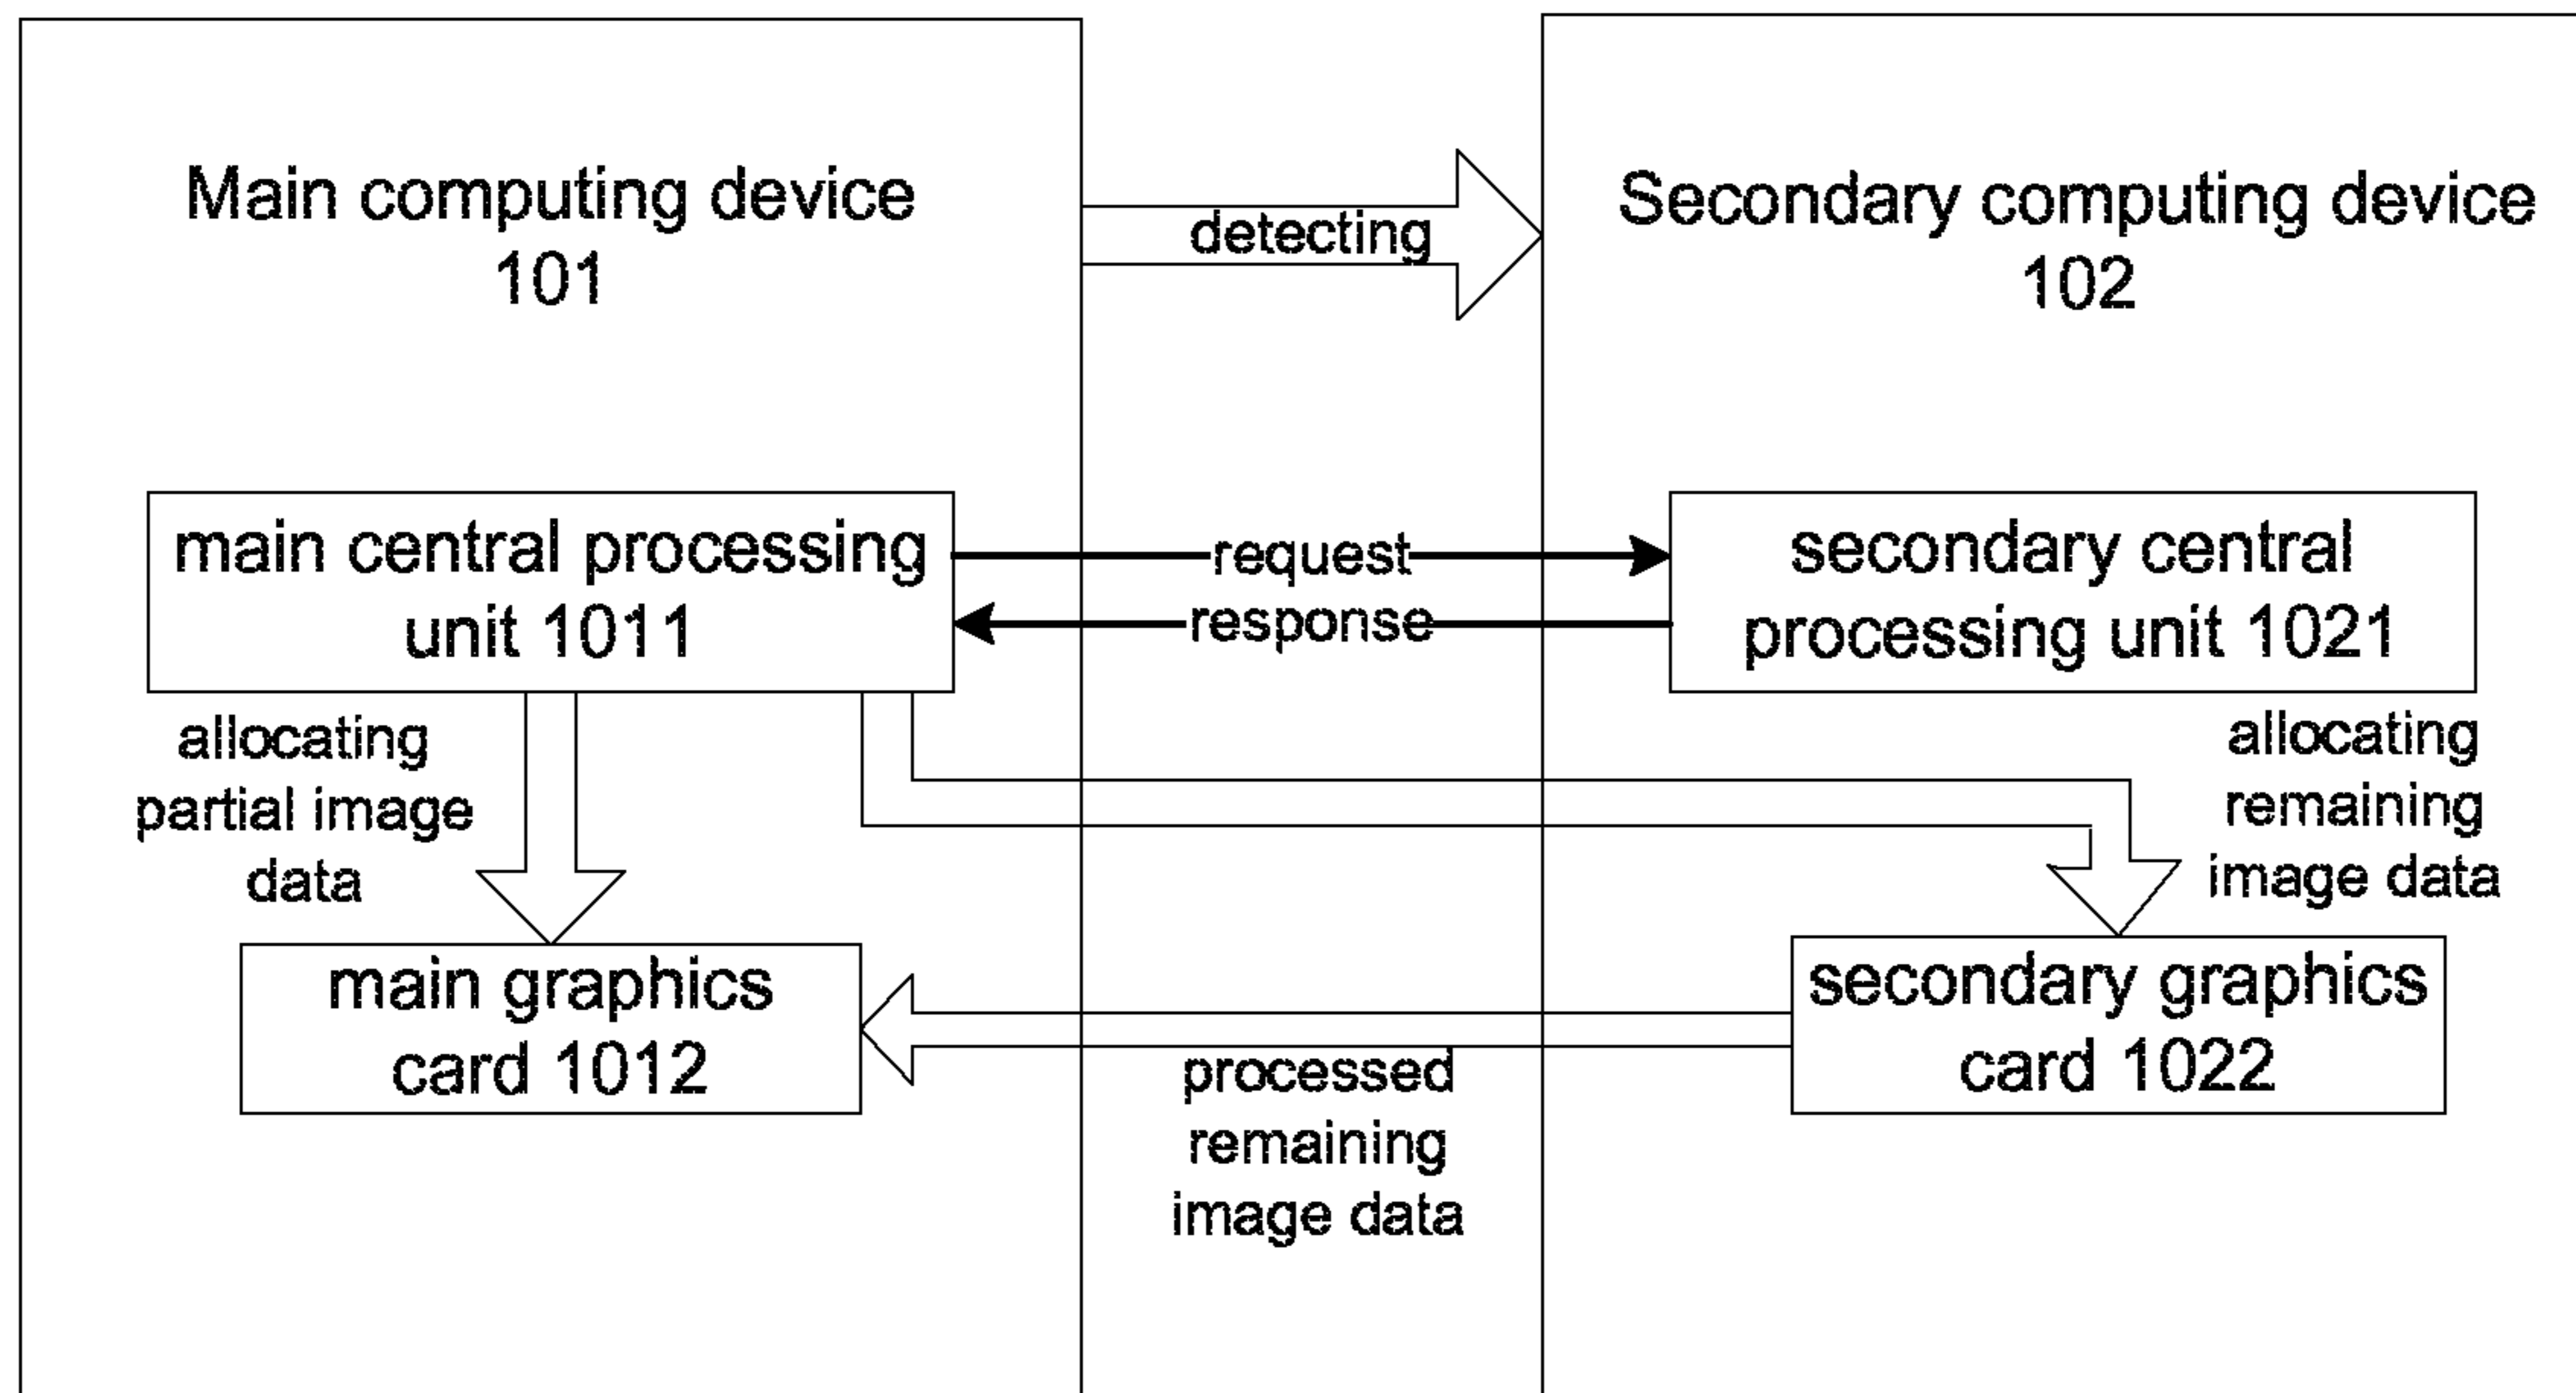 Main computing device
101
detecting
Secondary computing device
102
main central processing
unit 1011
request
response
secondary central
processing unit 1021
allocating
partial image
data
allocating
remaining
image data
main graphics
card 1012
processed
remaining
image data
secondary graphics
card 1022